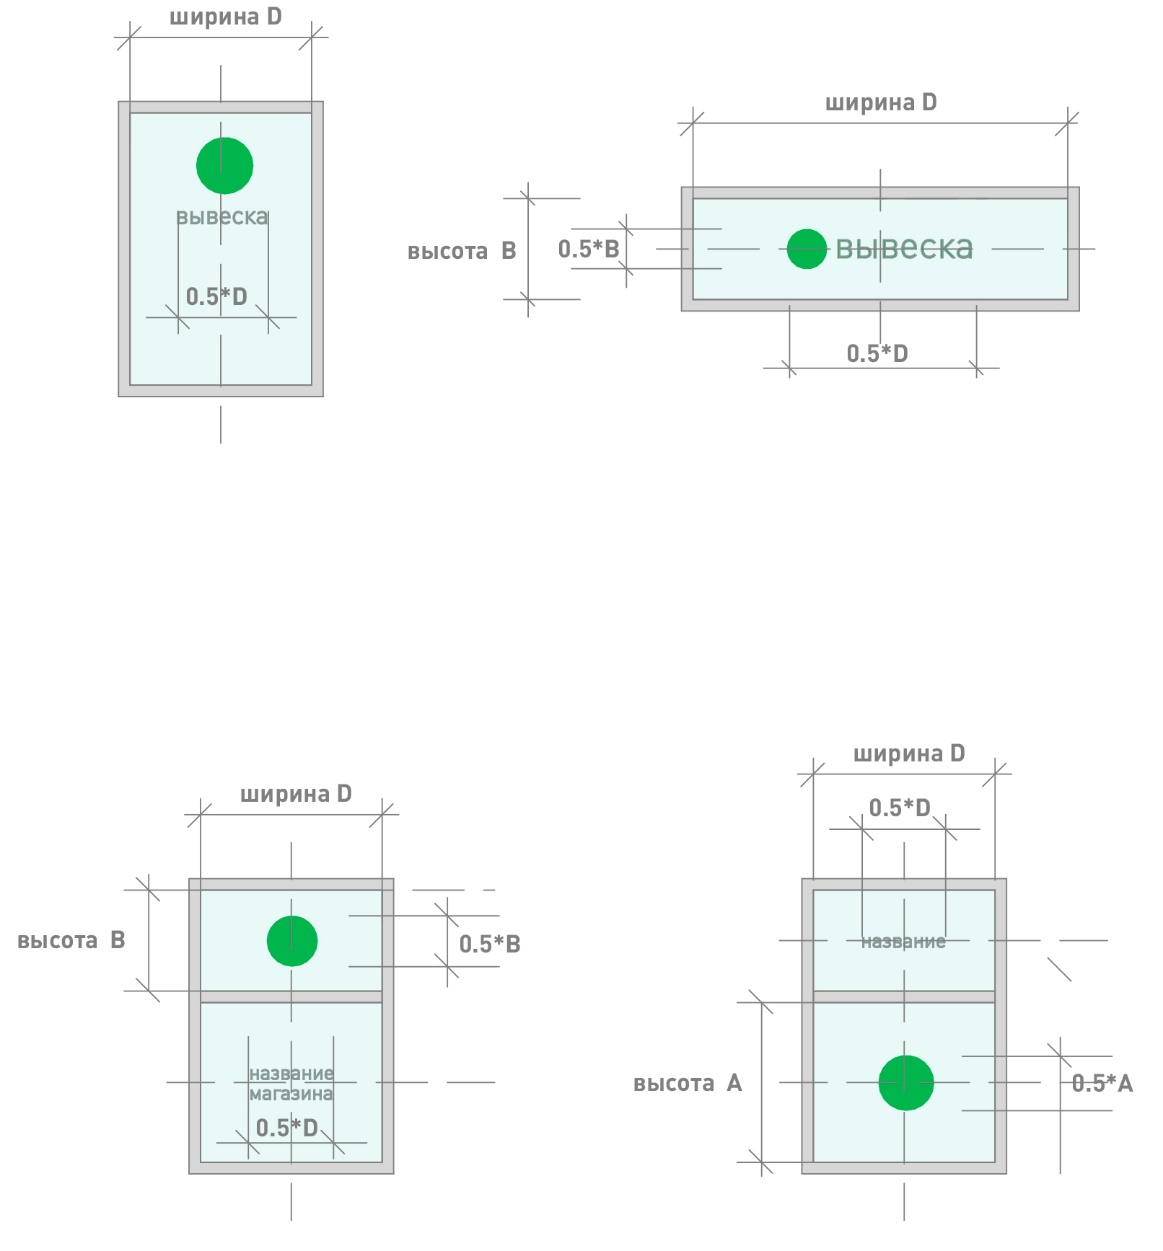 ширина D
вывеска
0.5*D
ширина D
высота B
0.5*B
вывеска
0.5*D
ширина D
высота B
0.5*B
название
магазина
0.5*D
ширина D
0.5*D
название
высота A
0.5*A